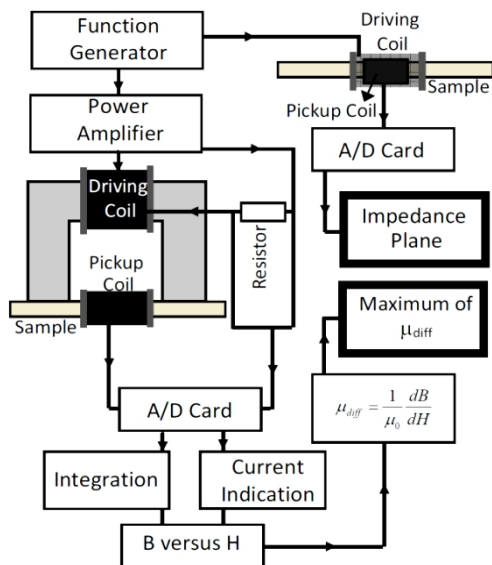 Function
Generator
Driving
Coil
Sample
Pickup Coil
Power
Amplifier
A/D Card
Driving
Coil
Resistor
Impedance
Plane
Pickup
Coil
Sample
Maximum of
μdiff
A/D Card
μdiff = 1/μ0 dB/dH
Integration
Current
Indication
B versus H